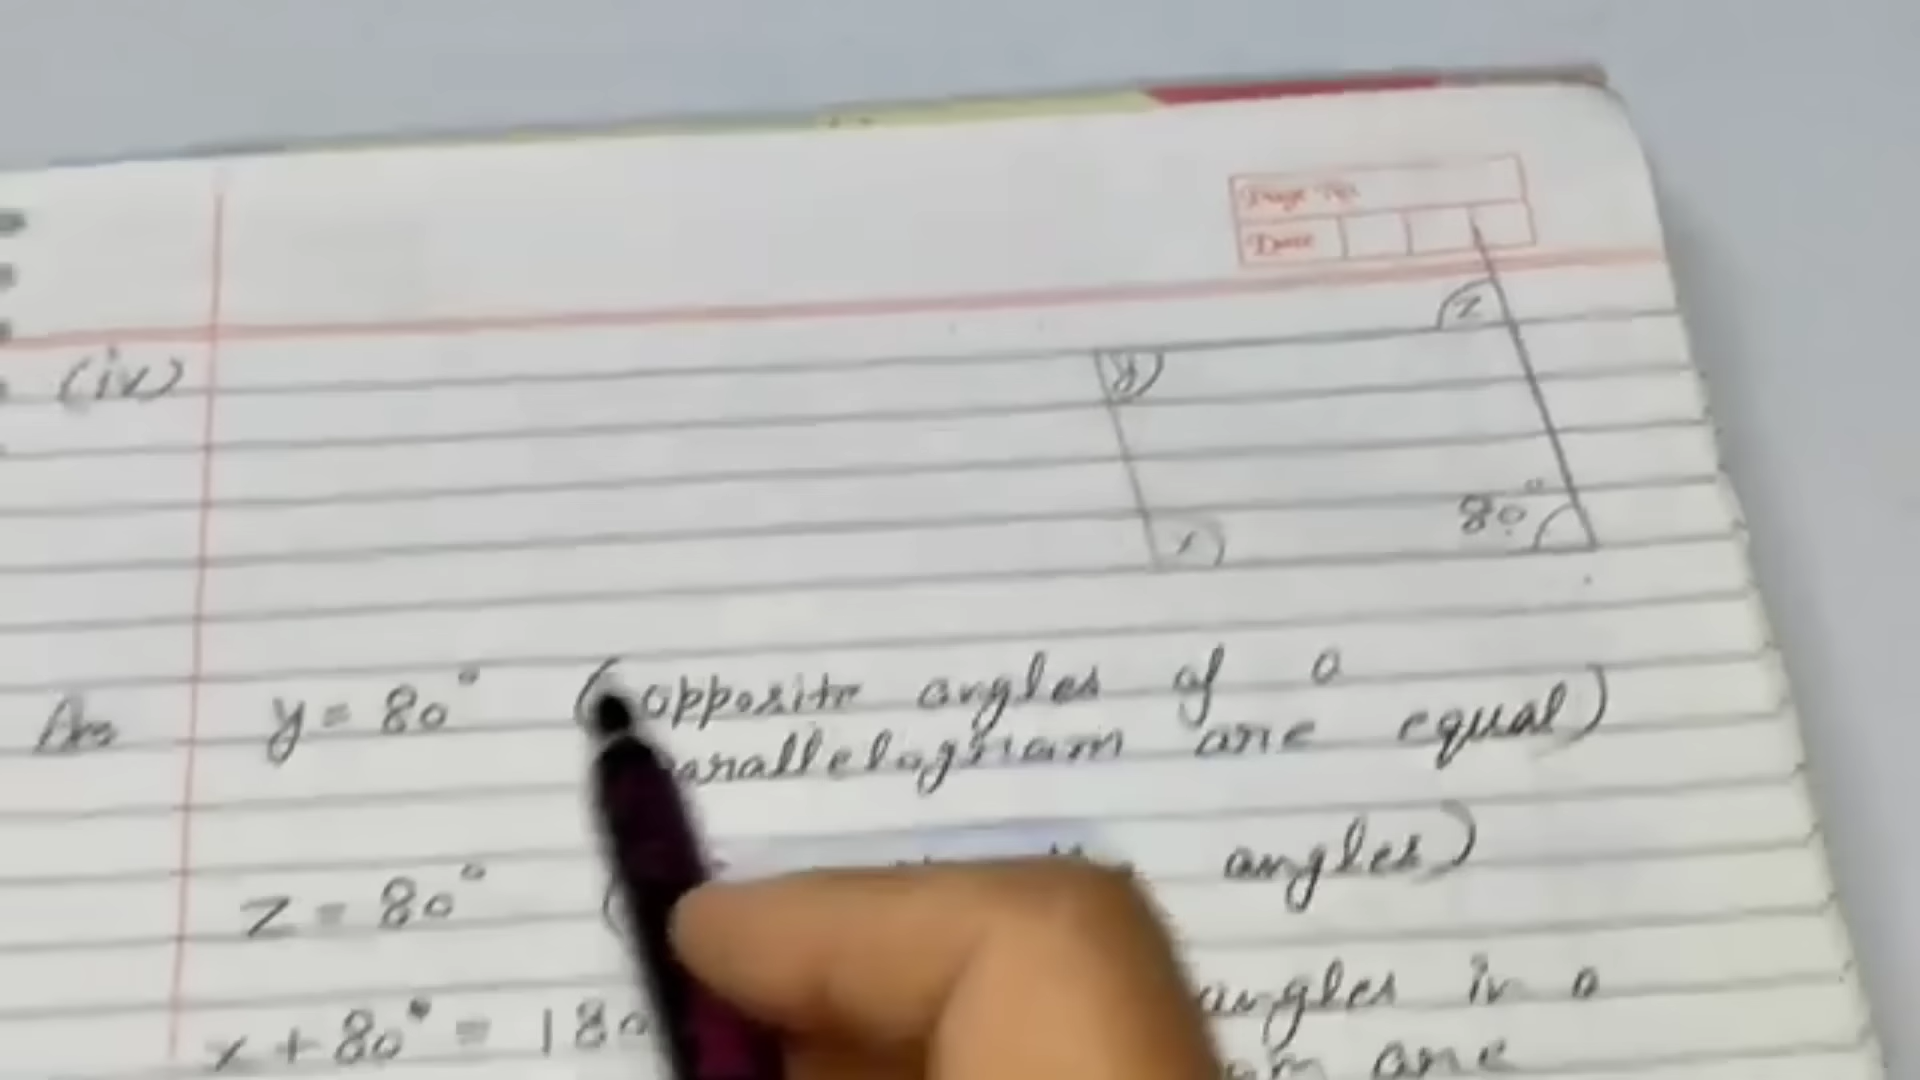 Page No.
Date
(iv)
z
y
80°
x
Ans y = 80° (opposite angles of a
parallelogram are equal)
z = 80° ( angles)
x + 80° = 180 angles in a
are